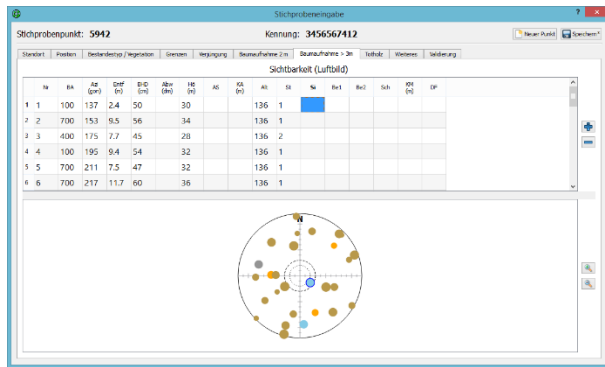 Stichprobeneingabe ? ×
Stichprobenpunkt: 5942 Kennung: 3456567412 Neuer Punkt Speichern
Standort Position Bestandestyp / Vegetation Grenzen Verjüngung Baumaufnahme 2m Baumaufnahme > 3m Totholz Weiteres Validierung
Sichtbarkeit (Luftbild)
Nr BA Az (gon) Entf (m) BHD (cm) Abw (dm) Hö (m) AS KA (m) Alt St Si Be1 Be2 Sch KM (m) OP
1 1 100 137 2.4 50 30 136 1
2 2 700 153 9.5 56 34 136 1
3 3 400 175 7.7 45 28 136 2
4 4 100 195 9.4 54 32 136 1
5 5 700 211 7.5 47 32 136 1
6 6 700 217 11.7 60 36 136 1
N